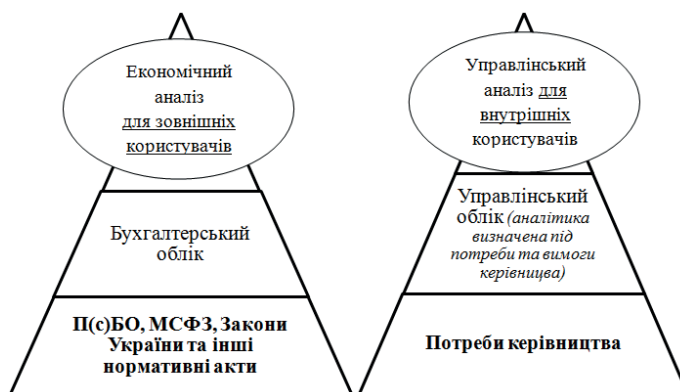 Економічний
аналіз
для зовнішніх
користувачів
Бухгалтерський
облік
П(с)БО, МСФЗ, Закони
України та інші
нормативні акти
Управлінський
аналіз для
внутрішніх
користувачів
Управлінський
облік (аналітика
визначена під
потреби та вимоги
керівницва)
Потреби керівництва